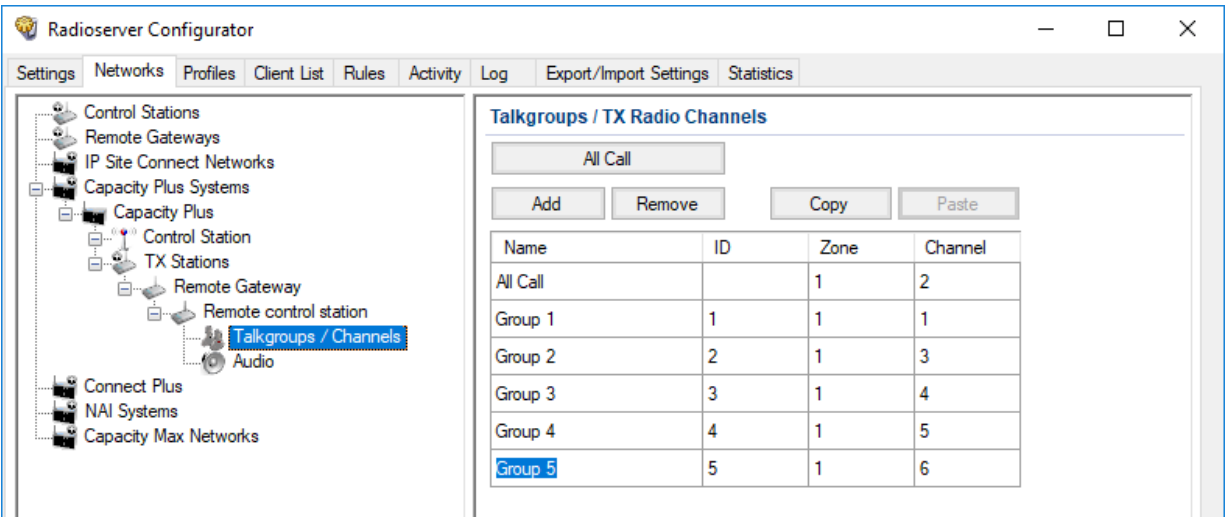 Radioserver Configurator
Settings Networks Profiles Client List Rules Activity Log Export/Import Settings Statistics
Control Stations
Remote Gateways
IP Site Connect Networks
Capacity Plus Systems
Capacity Plus
Control Station
TX Stations
Remote Gateway
Remote control station
Talkgroups / Channels
Audio
Connect Plus
NAI Systems
Capacity Max Networks
Talkgroups / TX Radio Channels
All Call
Add Remove Copy Paste
Name ID Zone Channel
All Call 1 2
Group 1 1 1 1
Group 2 2 1 3
Group 3 3 1 4
Group 4 4 1 5
Group 5 5 1 6